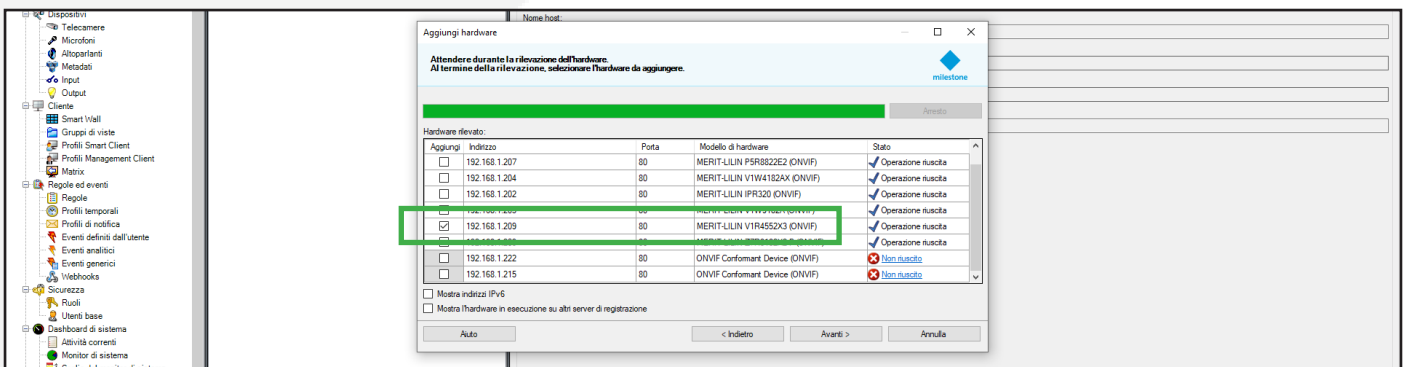 Dispositivi
Telecamere
Microfoni
Altoparlanti
Metadati
Input
Output
Cliente
Smart Wall
Gruppi di viste
Profili Smart Client
Profili Management Client
Matrix
Regole ed eventi
Regole
Profili temporali
Profili di notifica
Eventi definiti dall'utente
Eventi analitici
Eventi generici
Webhooks
Sicurezza
Ruoli
Utenti base
Dashboard di sistema
Attività correnti
Monitor di sistema
Nome host:
Aggiungi hardware
Attendere durante la rilevazione dell'hardware.
Al termine della rilevazione, selezionare l'hardware da aggiungere.
milestone
Arresto
Hardware rilevato:
Aggiungi Indirizzo Porta Modello di hardware Stato
192.168.1.207 80 MERIT-LILIN P5R8822E2 (ONVIF) Operazione riuscita
192.168.1.204 80 MERIT-LILIN V1W4182AX (ONVIF) Operazione riuscita
192.168.1.202 80 MERIT-LILIN IPR320 (ONVIF) Operazione riuscita
Operazione riuscita
192.168.1.209 80 MERIT-LILIN V1R4552X3 (ONVIF) Operazione riuscita
Operazione riuscita
192.168.1.222 80 ONVIF Conformant Device (ONVIF) Non riuscito
192.168.1.215 80 ONVIF Conformant Device (ONVIF) Non riuscito
Mostra indirizzi IPv6
Mostra l'hardware in esecuzione su altri server di registrazione
Aiuto < Indietro Avanti > Annulla